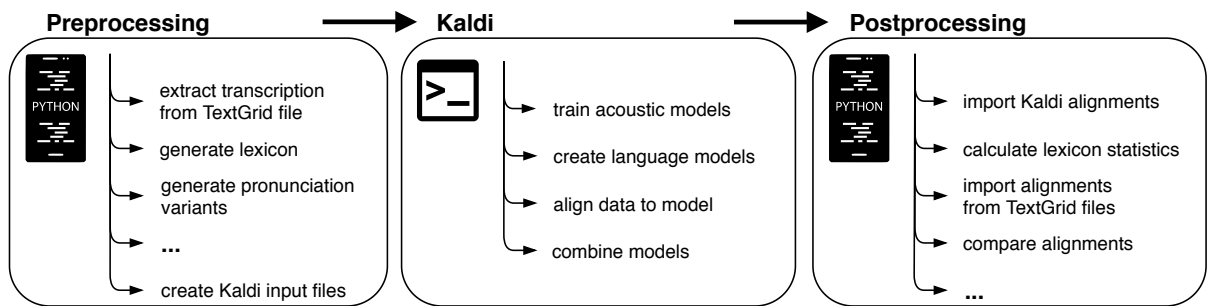 Preprocessing
PYTHON
extract transcription
from TextGrid file
generate lexicon
generate pronunciation
variants
...
create Kaldi input files
Kaldi
>_
train acoustic models
create language models
align data to model
combine models
Postprocessing
PYTHON
import Kaldi alignments
calculate lexicon statistics
import alignments
from TextGrid files
compare alignments
...